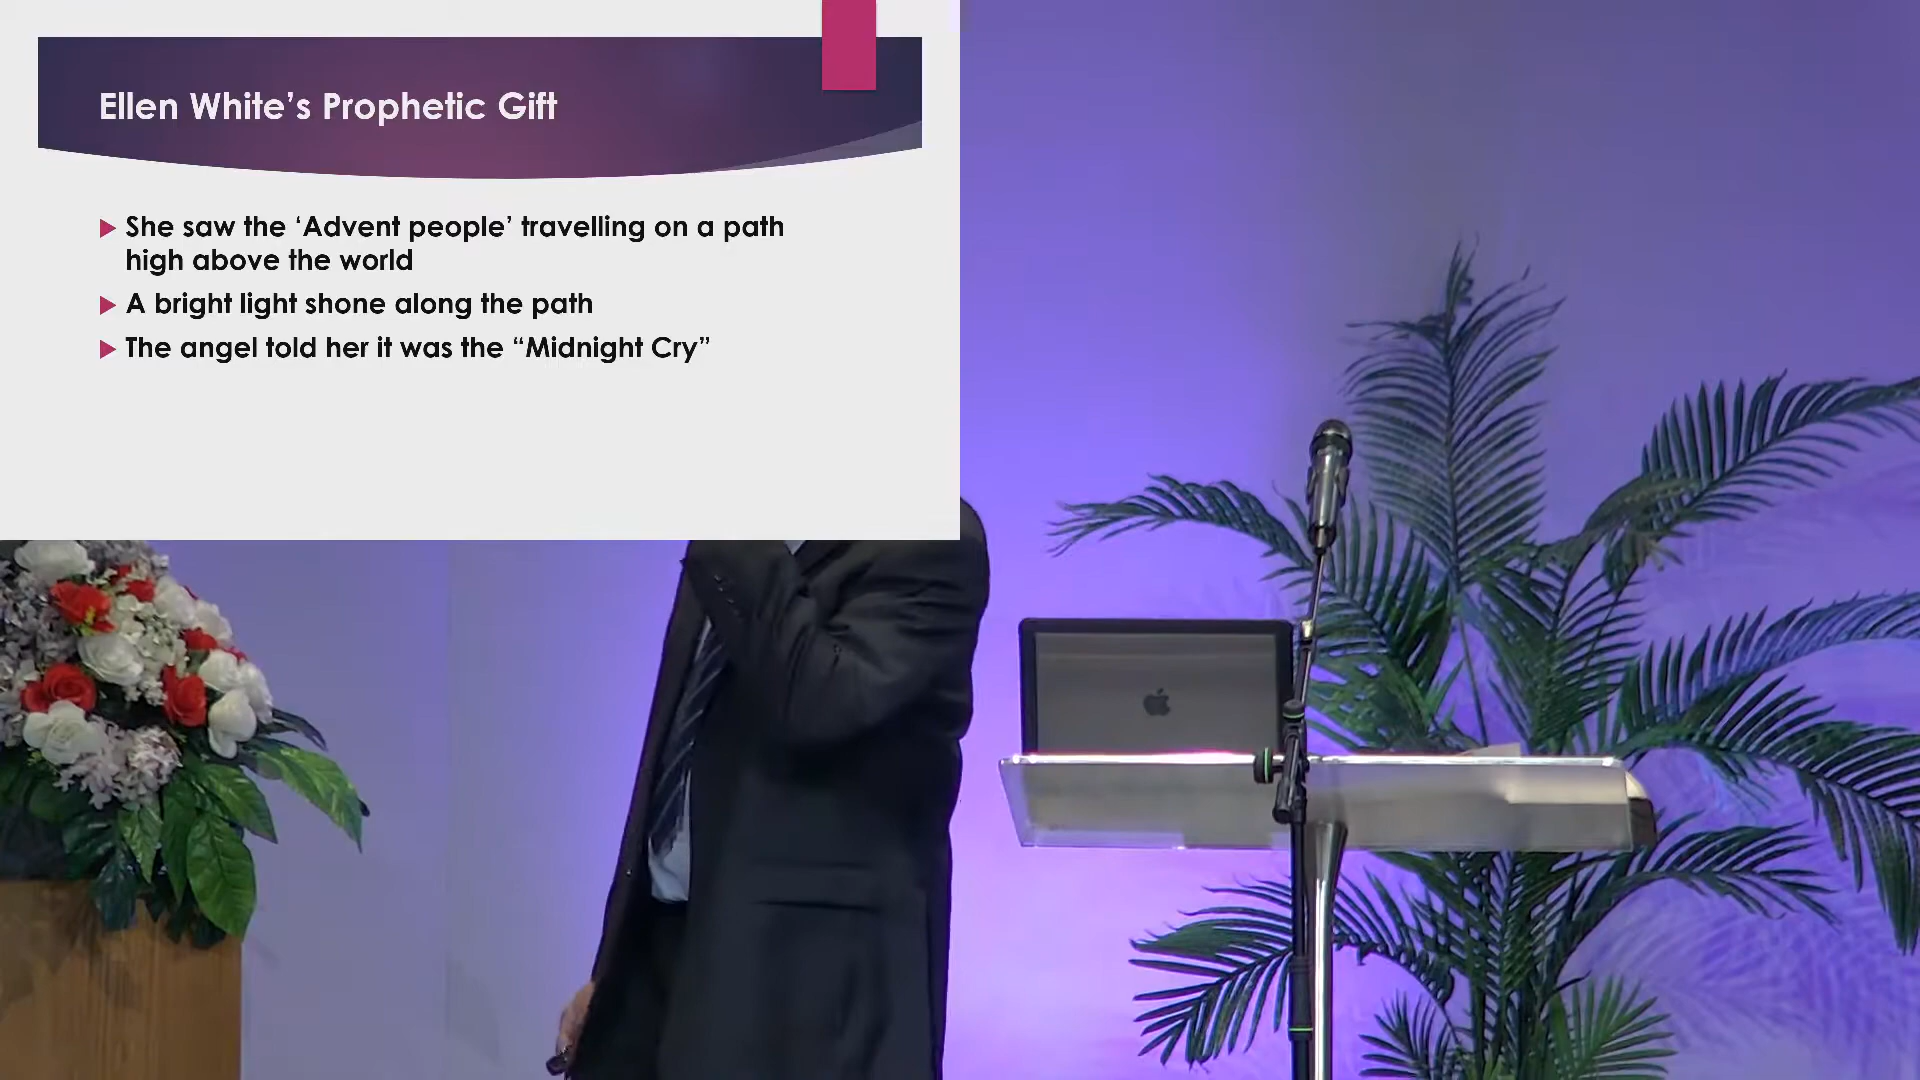 Ellen White’s Prophetic Gift
She saw the ‘Advent people’ travelling on a path
high above the world
A bright light shone along the path
The angel told her it was the “Midnight Cry”